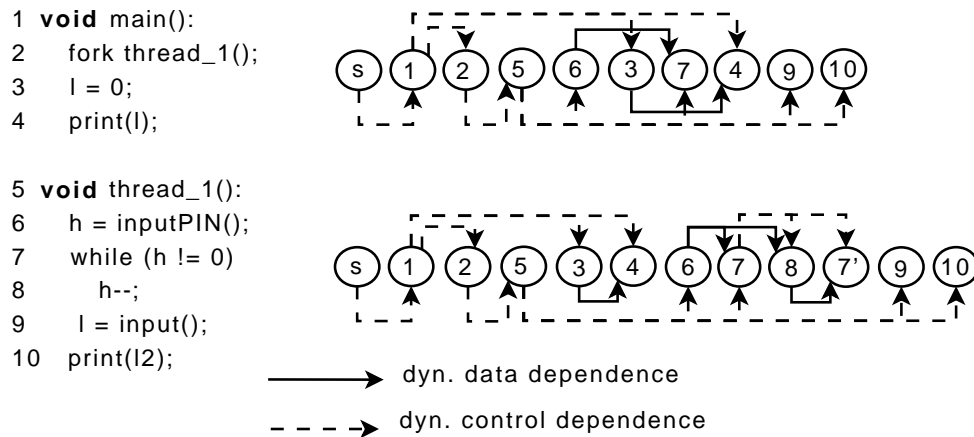 1 void main():
2 fork thread_1();
3 l = 0;
4 print(l);
5 void thread_1():
6 h = inputPIN();
7 while (h != 0)
8 h--;
9 l = input();
10 print(l2);
s 1 2 5 6 3 7 4 9 10
s 1 2 5 3 4 6 7 8 7' 9 10
dyn. data dependence
dyn. control dependence